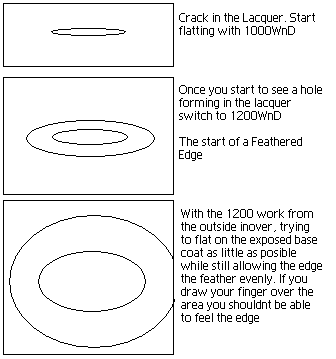 Crack in the Lacquer. Start
flatting with 1000WnD
Once you start to see a hole
forming in the lacquer
switch to 1200WnD
The start of a Feathered
Edge
With the 1200 work from
the outside inover, trying
to flat on the exposed base
coat as little as posible
while still allowing the edge
the feather evenly. If you
draw your finger over the
area you shouldnt be able
to feel the edge